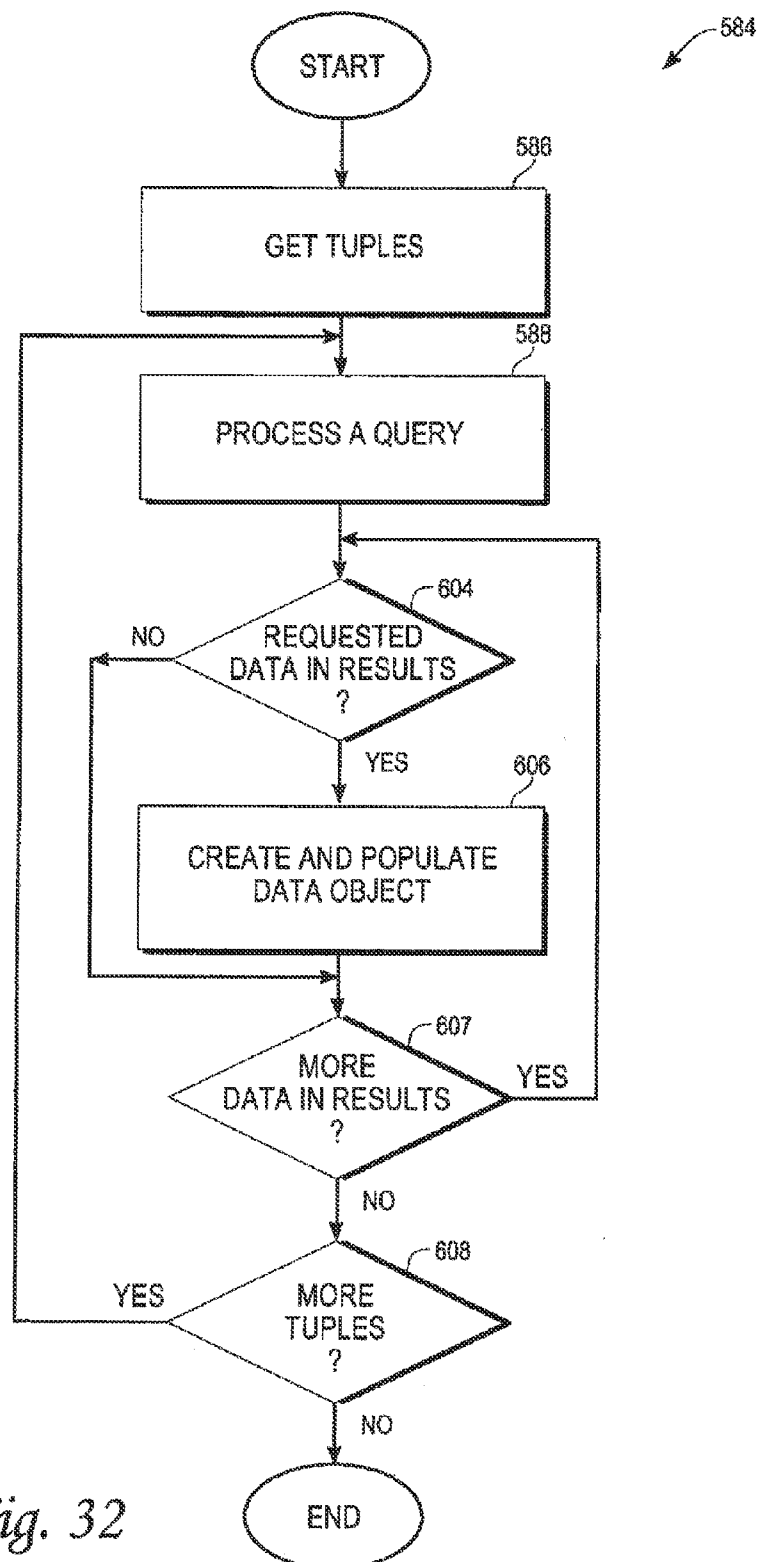 584
START
586
GET TUPLES
588
PROCESS A QUERY
604
NO
REQUESTED
DATA IN RESULTS
?
YES
606
CREATE AND POPULATE
DATA OBJECT
607
MORE
DATA IN RESULTS
?
YES
NO
608
YES
MORE
TUPLES
?
NO
END
Fig. 32